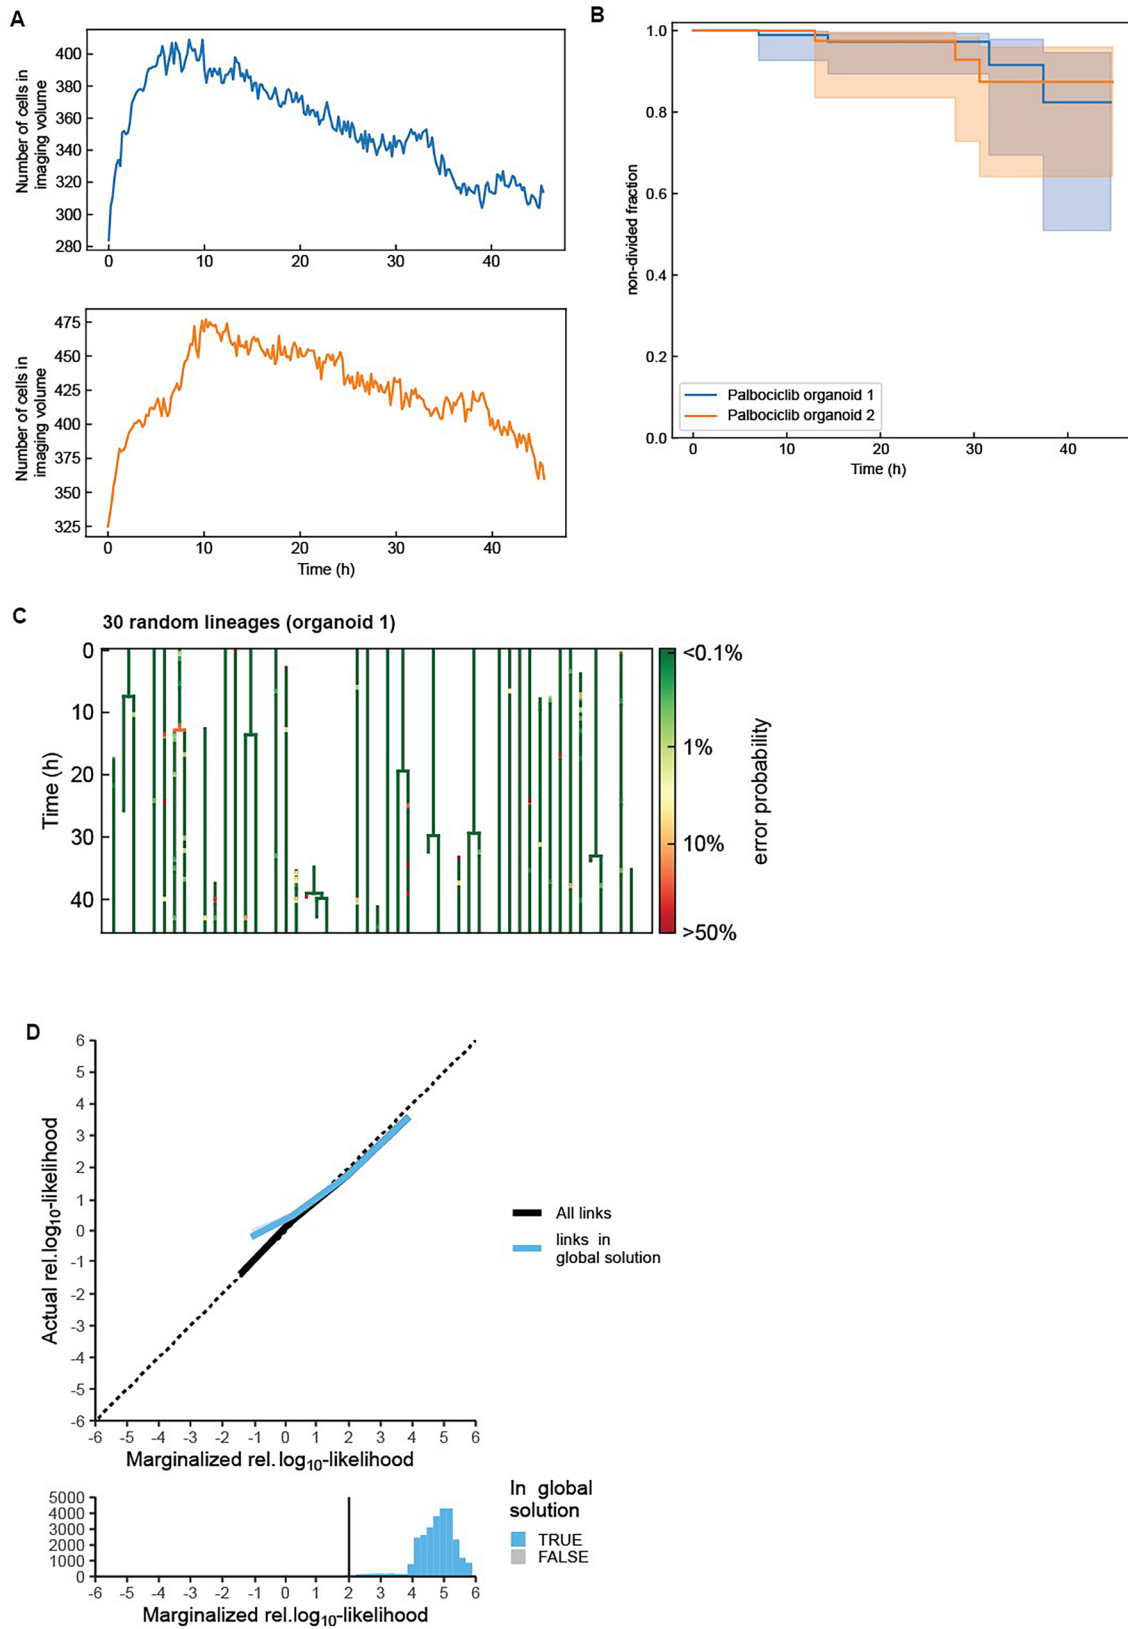 A
Number of cells in
imaging volume
400
380
360
340
320
300
280
0 10 20 30 40
Number of cells in
imaging volume
475
450
425
400
375
350
325
0 10 20 30 40
Time (h)
B
non-divided fraction
1.0
0.8
0.6
0.4
0.2
0.0
Palbociclib organoid 1
Palbociclib organoid 2
0 10 20 30 40
Time (h)
C
30 random lineages (organoid 1)
Time (h)
0
10
20
30
40
<0.1%
1%
10%
>50%
error probability
D
Actual rel.log10-likelihood
6
5
4
3
2
1
0
-1
-2
-3
-4
-5
-6
-6 -5 -4 -3 -2 -1 0 1 2 3 4 5 6
Marginalized rel.log10-likelihood
All links
links in
global solution
5000
4000
3000
2000
1000
0
-6 -5 -4 -3 -2 -1 0 1 2 3 4 5 6
Marginalized rel.log10-likelihood
In global
solution
TRUE
FALSE